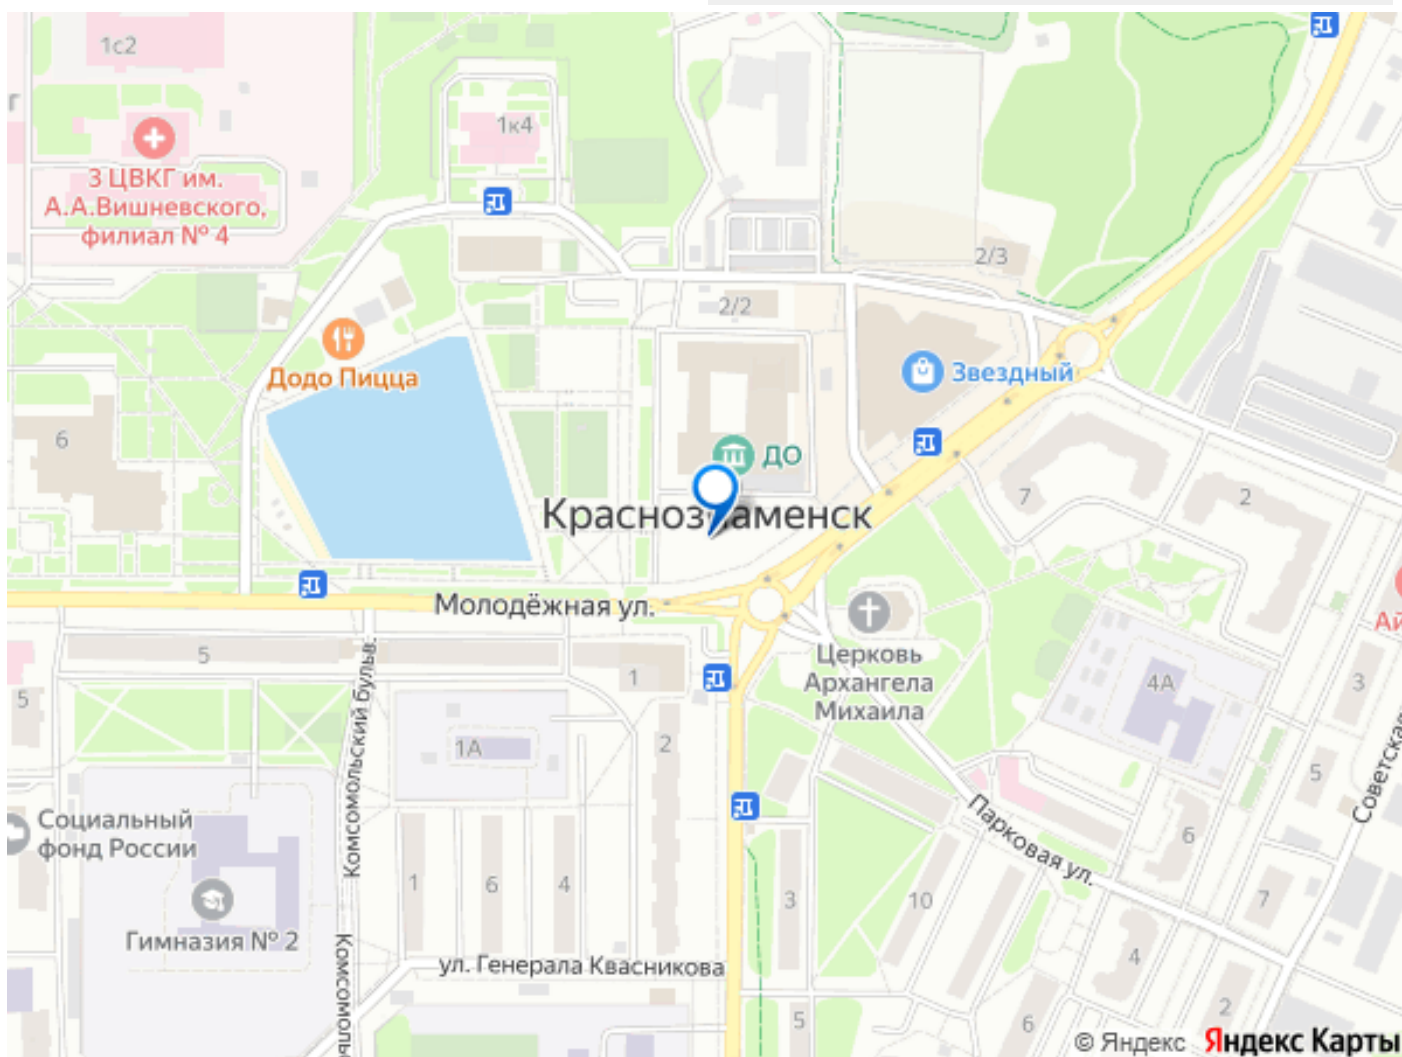 1с2
1к4
3 ЦВКГ им.
А.А.Вишневского,
филиал № 4
2/3
2/2
Додо Пицца
Звездный
6
ДО
7
2
Краснознаменск
Молодёжная ул.
5
1
Церковь
Архангела
Михаила
4А
3
5
Комсомольский бульв.
1А
2
5
Социальный
фонд России
Парковая ул.
6
1
6
4
3
10
7
Гимназия № 2
ул. Генерала Квасникова
4
5
6
2
© Яндекс Яндекс Карты